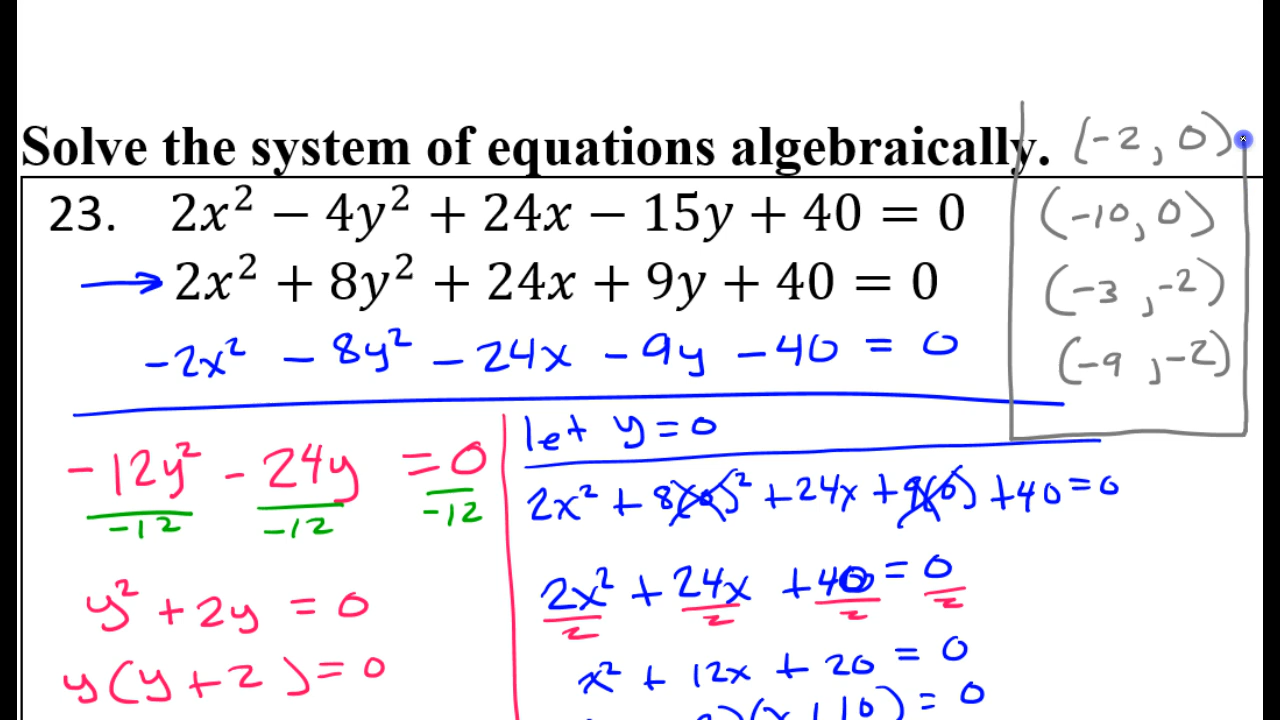 Solve the system of equations algebraically.
(-2, 0)
23. 2x² − 4y² + 24x − 15y + 40 = 0
(-10, 0)
→ 2x² + 8y² + 24x + 9y + 40 = 0
(-3, -2)
-2x² - 8y² - 24x - 9y - 40 = 0
(-9, -2)
-12y² - 24y = 0
-12 -12 -12
y² + 2y = 0
y(y+2)=0
let y=0
2x² + 8(0)² + 24x + 9(0) + 40 = 0
2x² + 24x + 40 = 0
2 2 2 2
x² + 12x + 20 = 0
2)(x+10) = 0